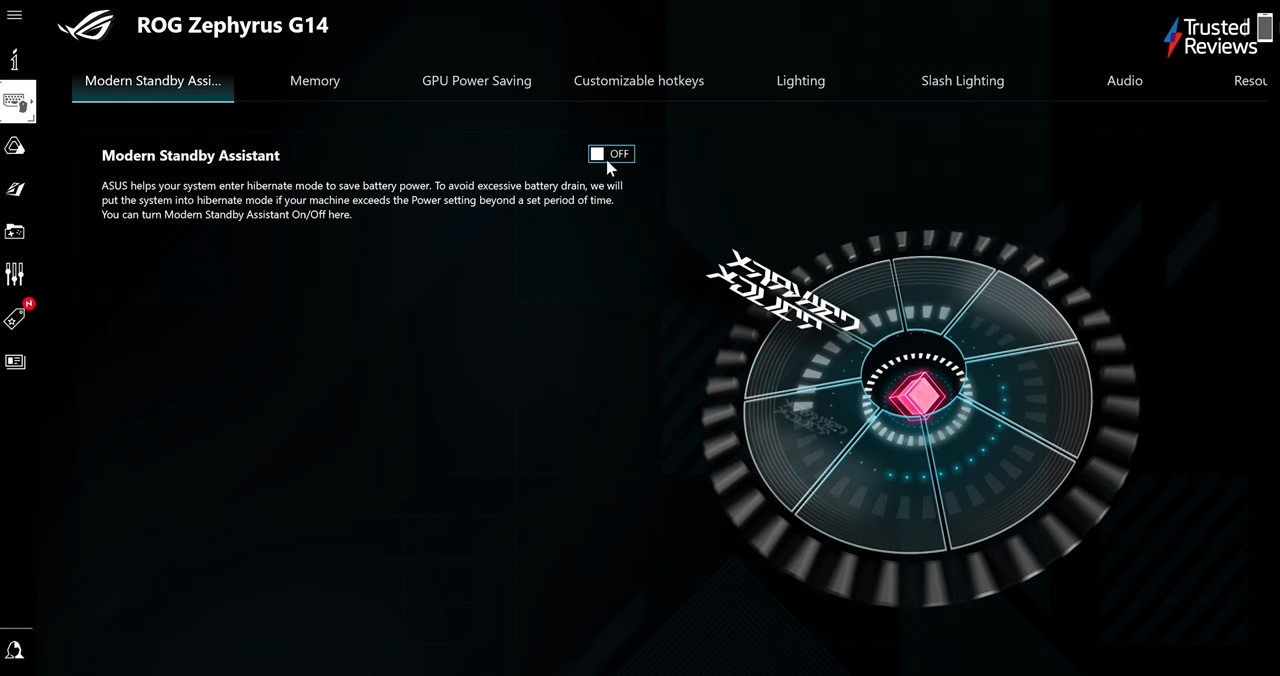 ROG Zephyrus G14
Trusted
Reviews
Modern Standby Assi...
Memory
GPU Power Saving
Customizable hotkeys
Lighting
Slash Lighting
Audio
Modern Standby Assistant
OFF
ASUS helps your system enter hibernate mode to save battery power. To avoid excessive battery drain, we will
put the system into hibernate mode if your machine exceeds the Power setting beyond a set period of time.
You can turn Modern Standby Assistant On/Off here.
N